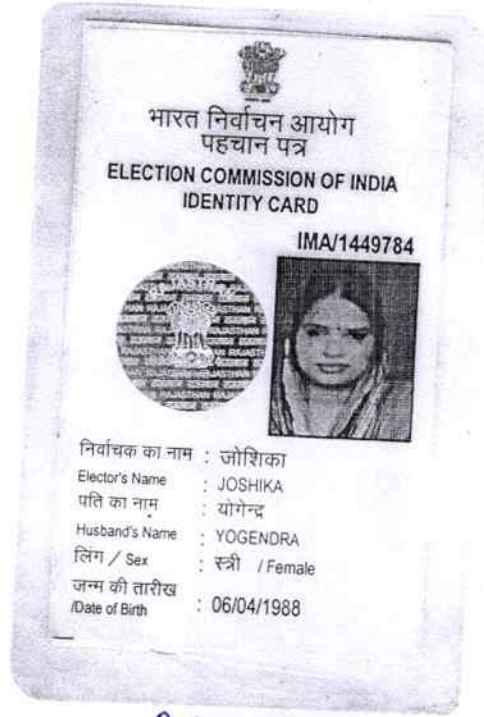 भारत निर्वाचन आयोग
पहचान पत्र
ELECTION COMMISSION OF INDIA
IDENTITY CARD
IMA/1449784
RAJASTHAN
निर्वाचक का नाम : जोशिका
Elector's Name : JOSHIKA
पति का नाम : योगेन्द्र
Husband's Name : YOGENDRA
लिंग / Sex : स्त्री / Female
जन्म की तारीख
/Date of Birth : 06/04/1988